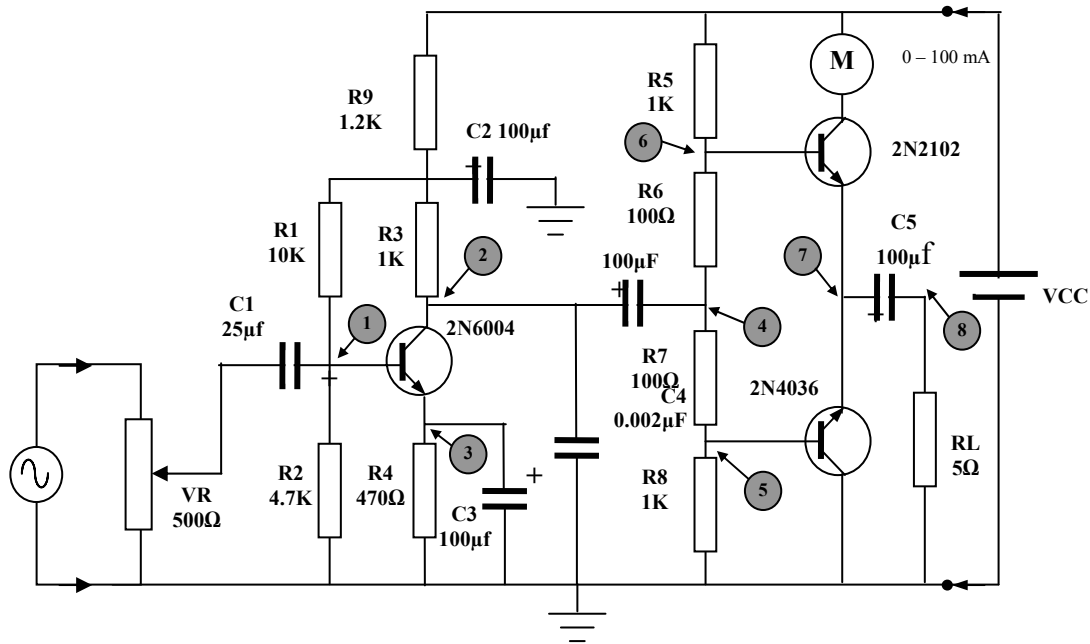 R9
1.2K
C2 100µf
+
R1
10K
R3
1K
2
C1
25µf
1
+
2N6004
VR
500Ω
R2
4.7K
R4
470Ω
3
C3
100µf
+
R5
1K
6
R6
100Ω
100µF
+
4
R7
100Ω
C4
0.002µF
R8
1K
5
M
0 – 100 mA
2N2102
7
C5
100µf
+
8
VCC
2N4036
RL
5Ω